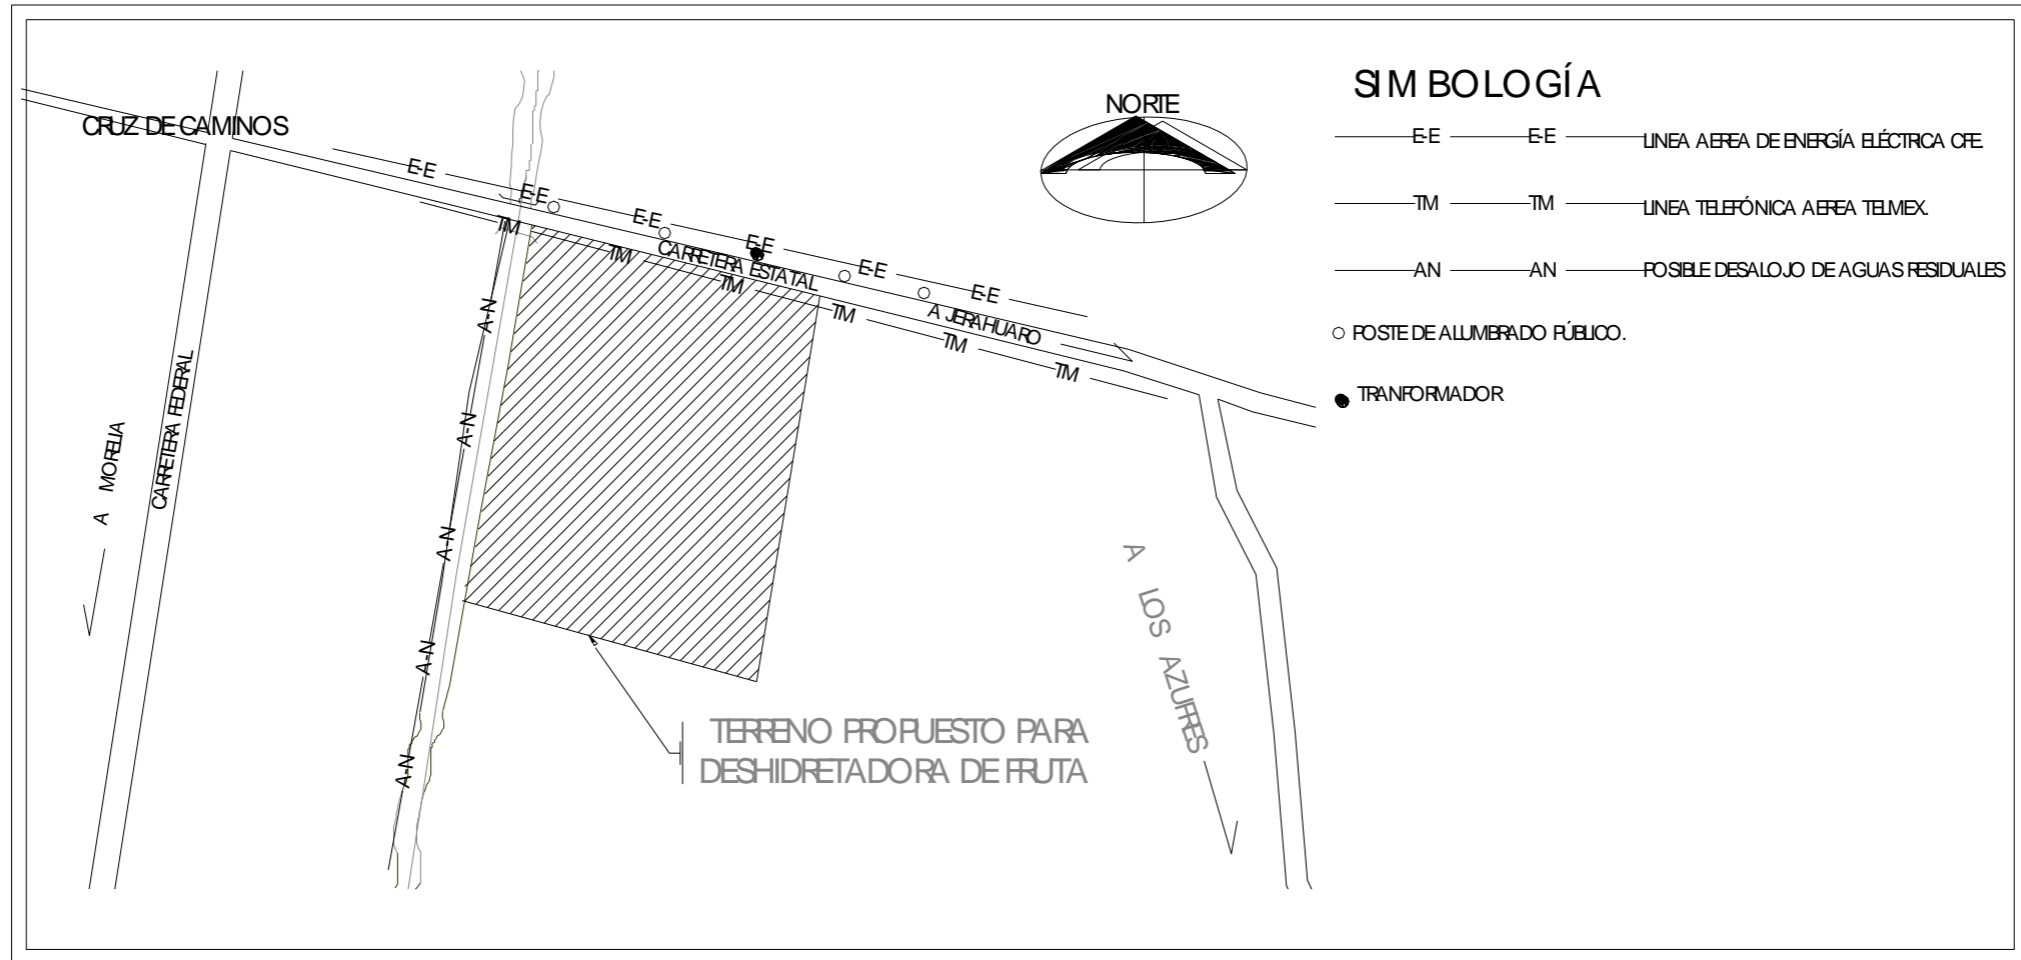 CRUZ DE CAMINOS
NORTE
SIMBOLOGÍA
E-E E-E LINEA AEREA DE ENERGÍA ELÉCTRICA CFE.
TM TM LINEA TELEFÓNICA AEREA TELMEX.
AN AN POSIBLE DESALOJO DE AGUAS RESIDUALES
POSTE DE ALUMBRADO PÚBLICO.
TRANFORMADOR
E-E
E-E
E-E
E-E
E-E
E-E
TM
TM
TM
TM
TM
TM
CARRETERA ESTATAL
A JERAHUARO
A MORELIA
CARRETERA FEDERAL
A-N
A-N
A-N
A-N
A-N
A LOS AZUFRES
TERRENO PROPUESTO PARA
DESHIDRETADORA DE FRUTA